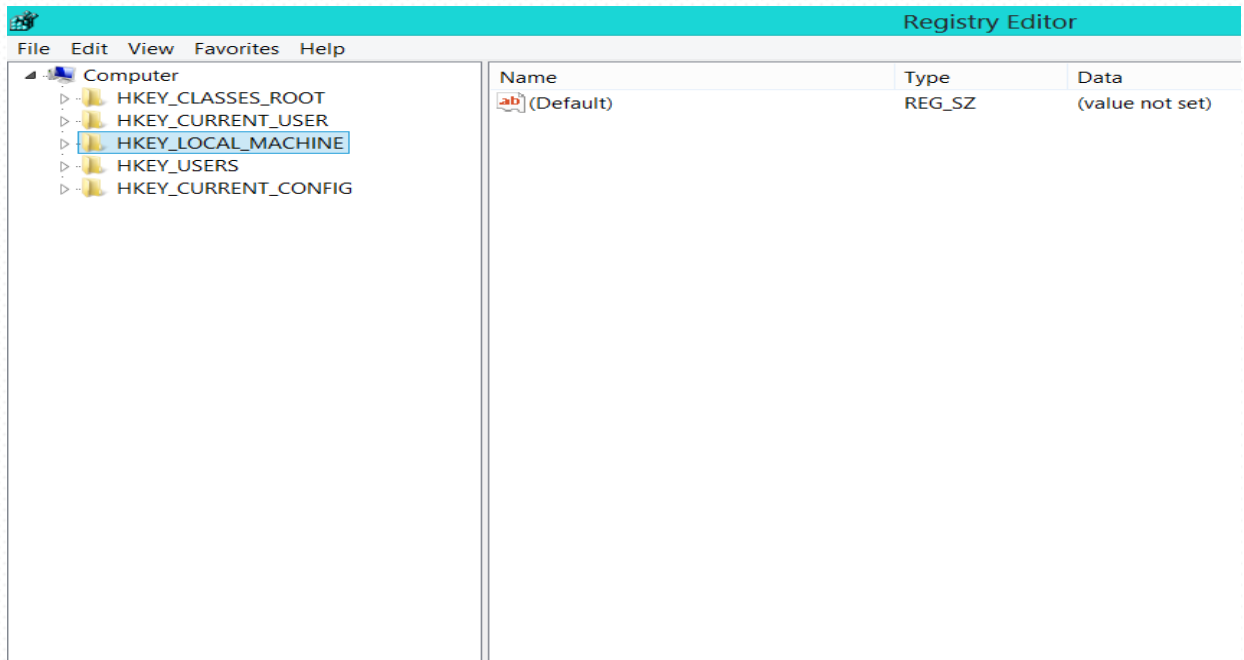 Registry Editor
File Edit View Favorites Help
Computer
HKEY_CLASSES_ROOT
HKEY_CURRENT_USER
HKEY_LOCAL_MACHINE
HKEY_USERS
HKEY_CURRENT_CONFIG
Name Type Data
ab (Default) REG_SZ (value not set)